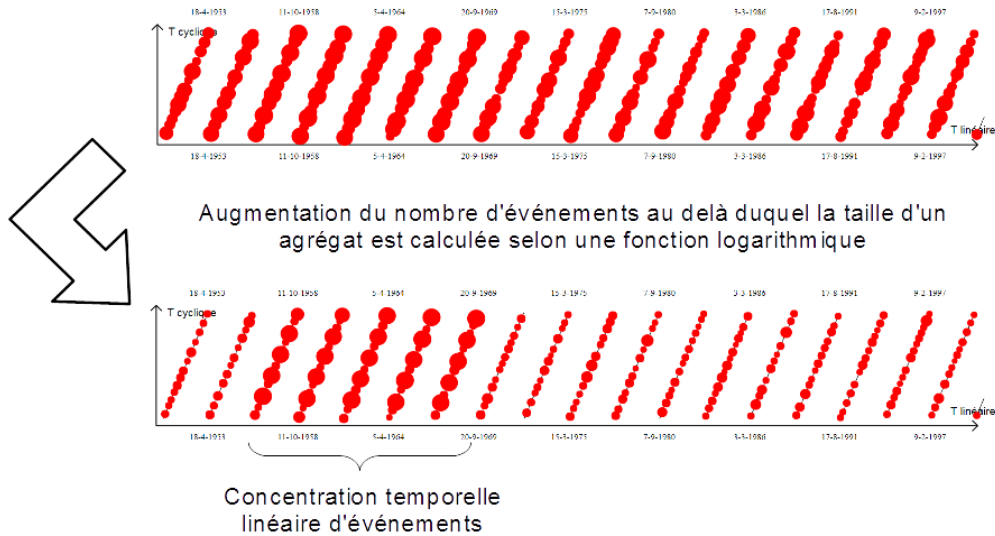 18-4-1953 11-10-1958 5-4-1964 20-9-1969 15-3-1975 7-9-1980 3-3-1986 17-8-1991 9-2-1997
T cyclique
T linéaire
18-4-1953 11-10-1958 5-4-1964 20-9-1969 15-3-1975 7-9-1980 3-3-1986 17-8-1991 9-2-1997
Augmentation du nombre d'événements au delà duquel la taille d'un
agrégat est calculée selon une fonction logarithmique
18-4-1953 11-10-1958 5-4-1964 20-9-1969 15-3-1975 7-9-1980 3-3-1986 17-8-1991 9-2-1997
T cyclique
T linéaire
18-4-1953 11-10-1958 5-4-1964 20-9-1969 15-3-1975 7-9-1980 3-3-1986 17-8-1991 9-2-1997
Concentration temporelle
linéaire d'événements